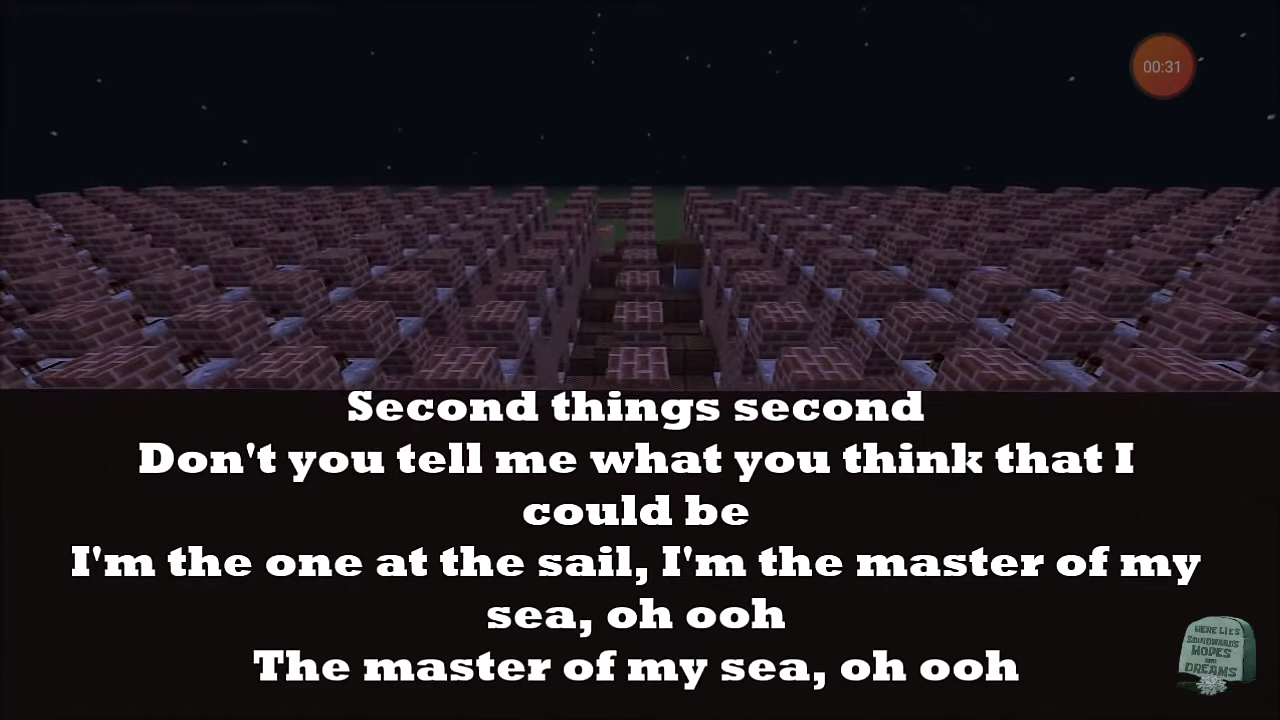 00:31
Second things second
Don't you tell me what you think that I
could be
I'm the one at the sail, I'm the master of my
sea, oh ooh
The master of my sea, oh ooh
HERE LIES
SQUIDWARD'S
HOPES
AND
DREAMS